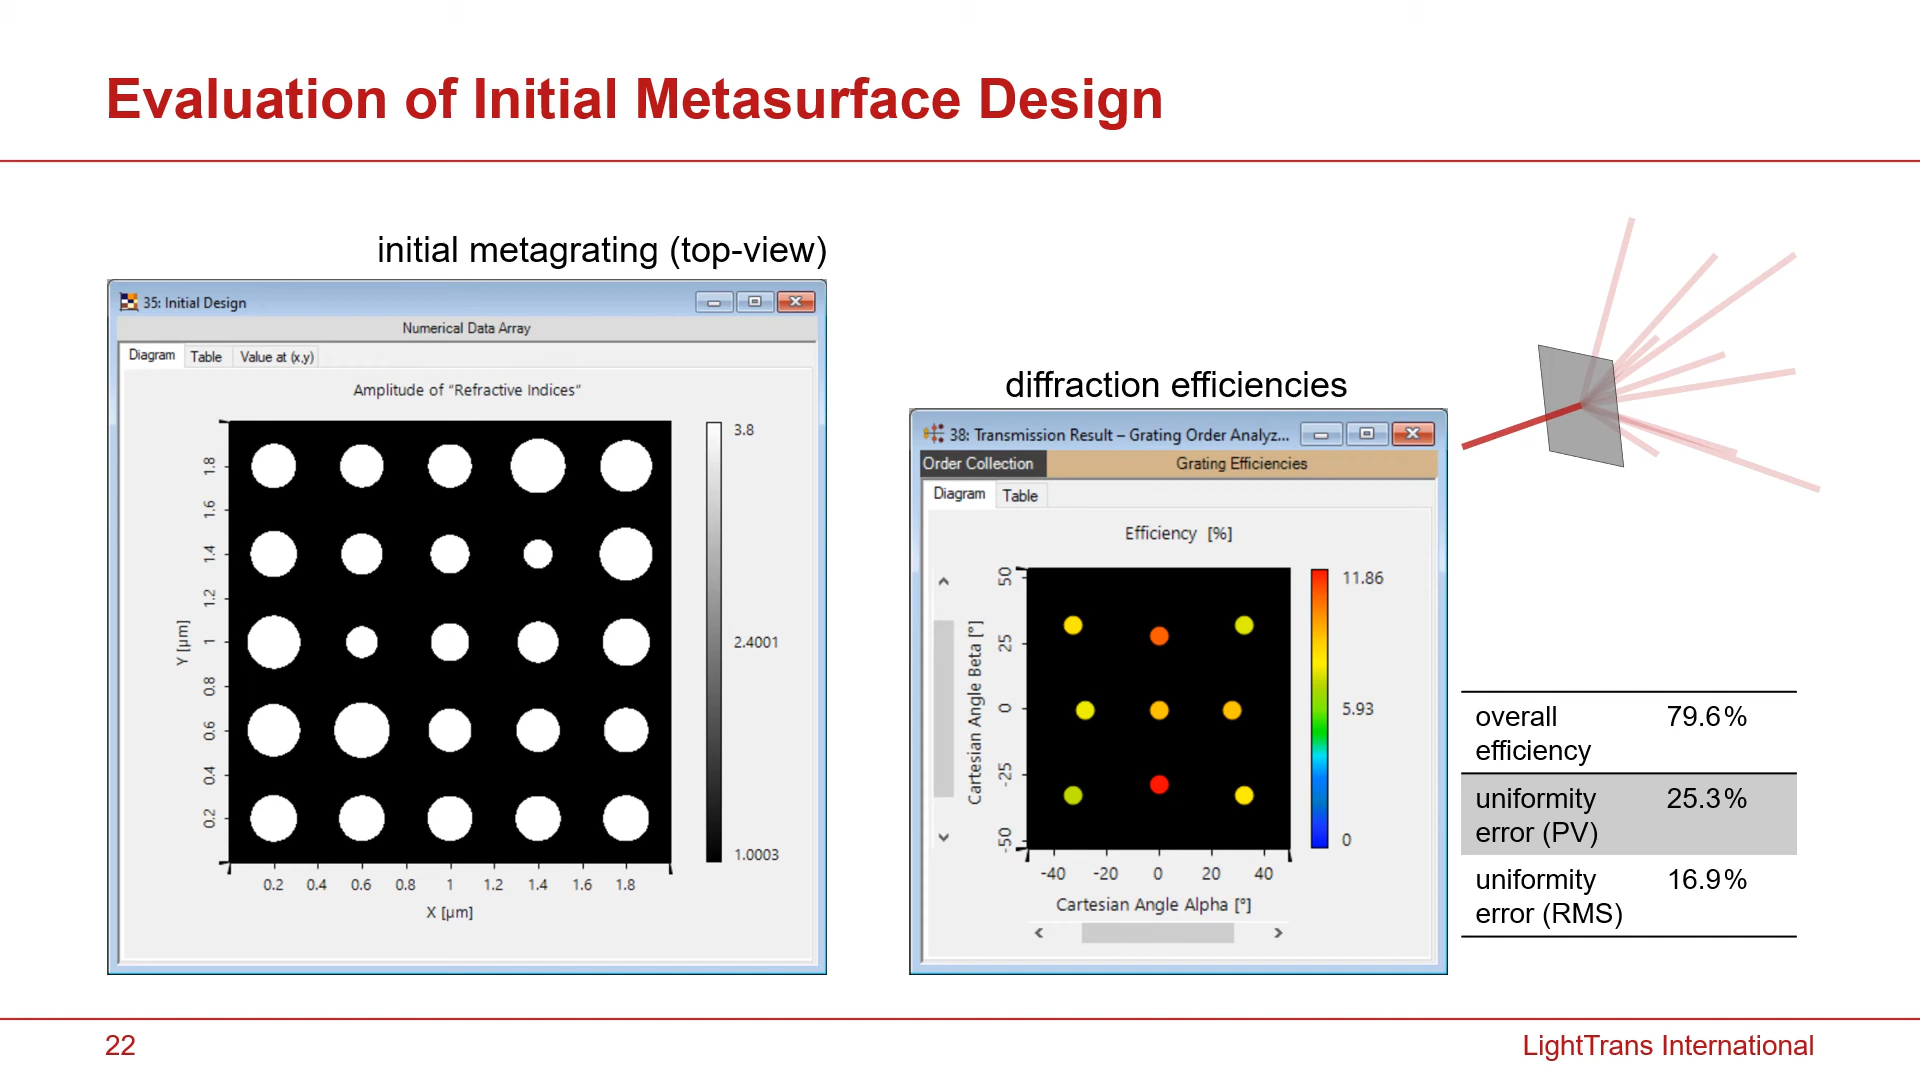 Evaluation of Initial Metasurface Design
initial metagrating (top-view)
35: Initial Design
Numerical Data Array
Diagram Table Value at (x,y)
Amplitude of "Refractive Indices"
3.8
2.4001
1.0003
Y [µm]
1.8
1.6
1.4
1.2
1
0.8
0.6
0.4
0.2
0.2 0.4 0.6 0.8 1 1.2 1.4 1.6 1.8
X [µm]
diffraction efficiencies
38: Transmission Result – Grating Order Analyz...
Order Collection Grating Efficiencies
Diagram Table
Efficiency [%]
11.86
5.93
0
Cartesian Angle Beta [°]
50
25
0
-25
-50
-40 -20 0 20 40
Cartesian Angle Alpha [°]
overall 79.6%
efficiency
uniformity 25.3%
error (PV)
uniformity 16.9%
error (RMS)
22
LightTrans International